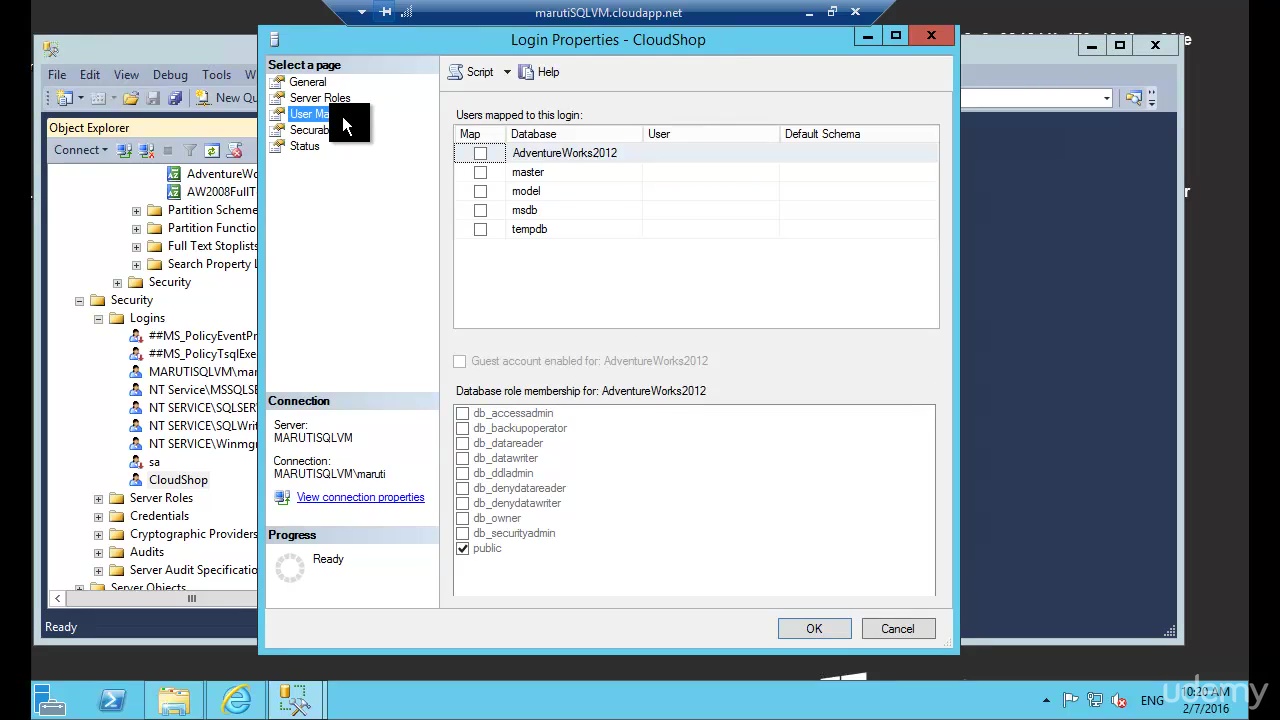 marutiSQLVM.cloudapp.net
Login Properties - CloudShop
File Edit View Debug Tools W
New Qu
Object Explorer
Connect
AdventureWo
AW2008FullT
Partition Scheme
Partition Functio
Full Text Stoplists
Search Property L
Security
Security
Logins
##MS_PolicyEventPr
##MS_PolicyTsqlExe
MARUTISQLVM\mar
NT Service\MSSQLSE
NT SERVICE\SQLSER
NT SERVICE\SQLWrit
NT SERVICE\Winmgr
sa
CloudShop
Server Roles
Credentials
Cryptographic Provider
Audits
Server Audit Specificatio
Server Objects
Ready
Select a page
General
Server Roles
User Ma
Securab
Status
Connection
Server:
MARUTISQLVM
Connection:
MARUTISQLVM\maruti
View connection properties
Progress
Ready
Script Help
Users mapped to this login:
Map Database User Default Schema
AdventureWorks2012
master
model
msdb
tempdb
Guest account enabled for: AdventureWorks2012
Database role membership for: AdventureWorks2012
db_accessadmin
db_backupoperator
db_datareader
db_datawriter
db_ddladmin
db_denydatareader
db_denydatawriter
db_owner
db_securityadmin
public
OK Cancel
ENG
10:20 AM
2/7/2016
udemy